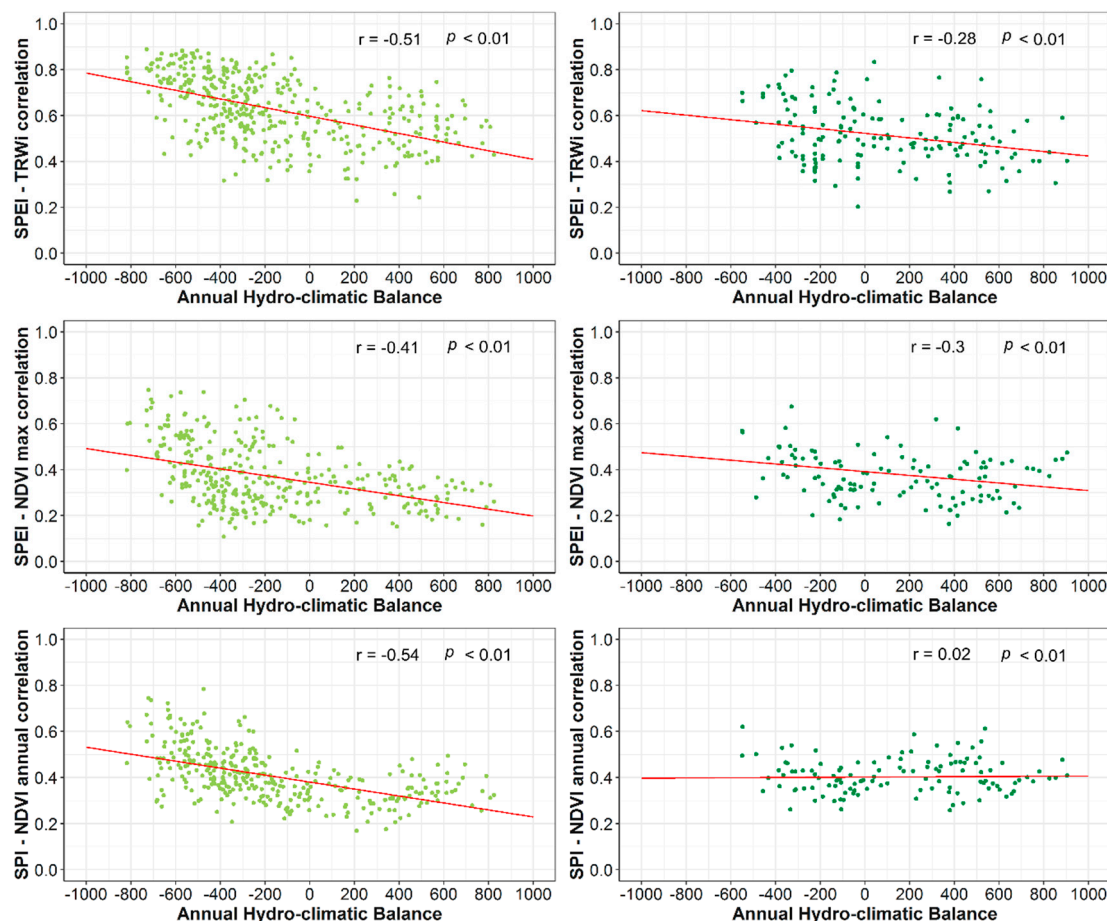 SPEI - TRWi correlation
1.0
0.8
0.6
0.4
0.2
0.0
r = -0.51 p < 0.01
-1000 -800 -600 -400 -200 0 200 400 600 800 1000
Annual Hydro-climatic Balance
SPEI - TRWi correlation
1.0
0.8
0.6
0.4
0.2
0.0
r = -0.28 p < 0.01
-1000 -800 -600 -400 -200 0 200 400 600 800 1000
Annual Hydro-climatic Balance
SPEI - NDVI max correlation
1.0
0.8
0.6
0.4
0.2
0.0
r = -0.41 p < 0.01
-1000 -800 -600 -400 -200 0 200 400 600 800 1000
Annual Hydro-climatic Balance
SPEI - NDVI max correlation
1.0
0.8
0.6
0.4
0.2
0.0
r = -0.3 p < 0.01
-1000 -800 -600 -400 -200 0 200 400 600 800 1000
Annual Hydro-climatic Balance
SPI - NDVI annual correlation
1.0
0.8
0.6
0.4
0.2
0.0
r = -0.54 p < 0.01
-1000 -800 -600 -400 -200 0 200 400 600 800 1000
Annual Hydro-climatic Balance
SPI - NDVI annual correlation
1.0
0.8
0.6
0.4
0.2
0.0
r = 0.02 p < 0.01
-1000 -800 -600 -400 -200 0 200 400 600 800 1000
Annual Hydro-climatic Balance